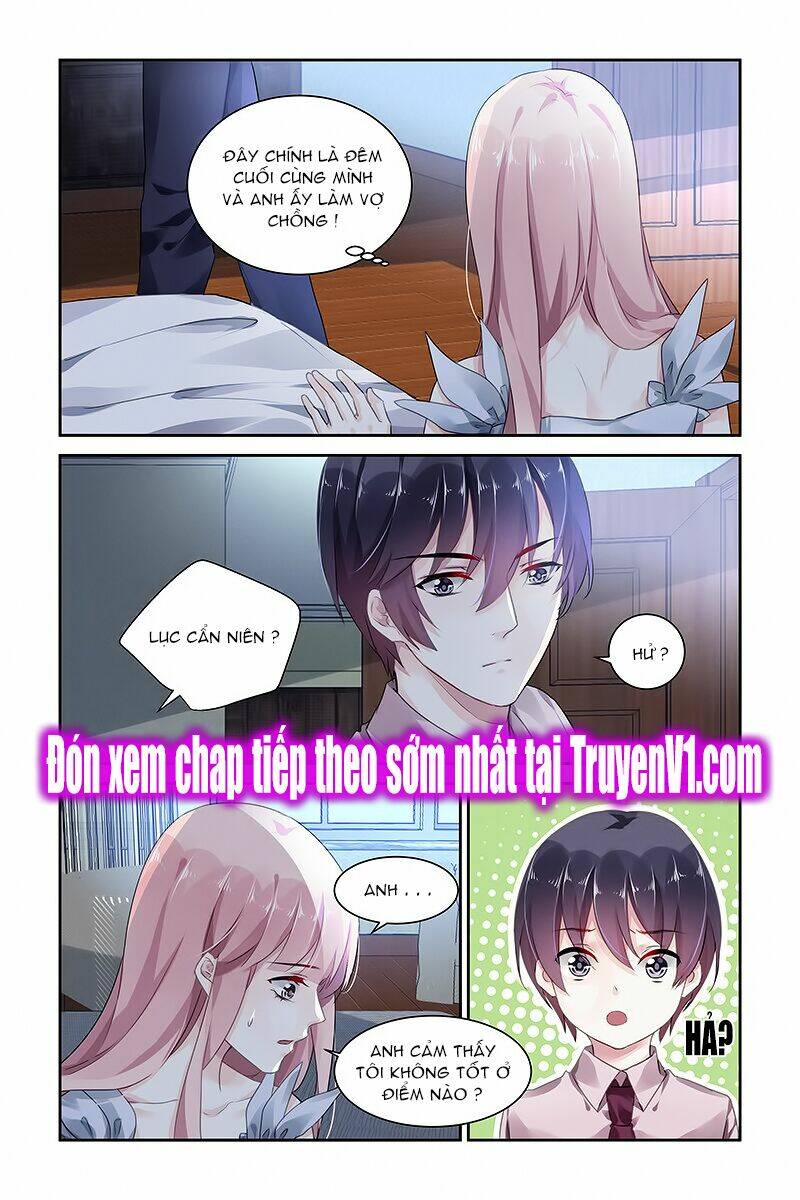 ĐÂY CHÍNH LÀ ĐÊM
CUỐI CÙNG MÌNH
VÀ ANH ẤY LÀM VỢ
CHỒNG !
LỤC CẨN NIÊN ?
HỬ ?
Đón xem chap tiếp theo sớm nhất tại TruyenV1.com
ANH . . .
HẢ?
ANH CẢM THẤY
TÔI KHÔNG TỐT Ở
ĐIỂM NÀO ?